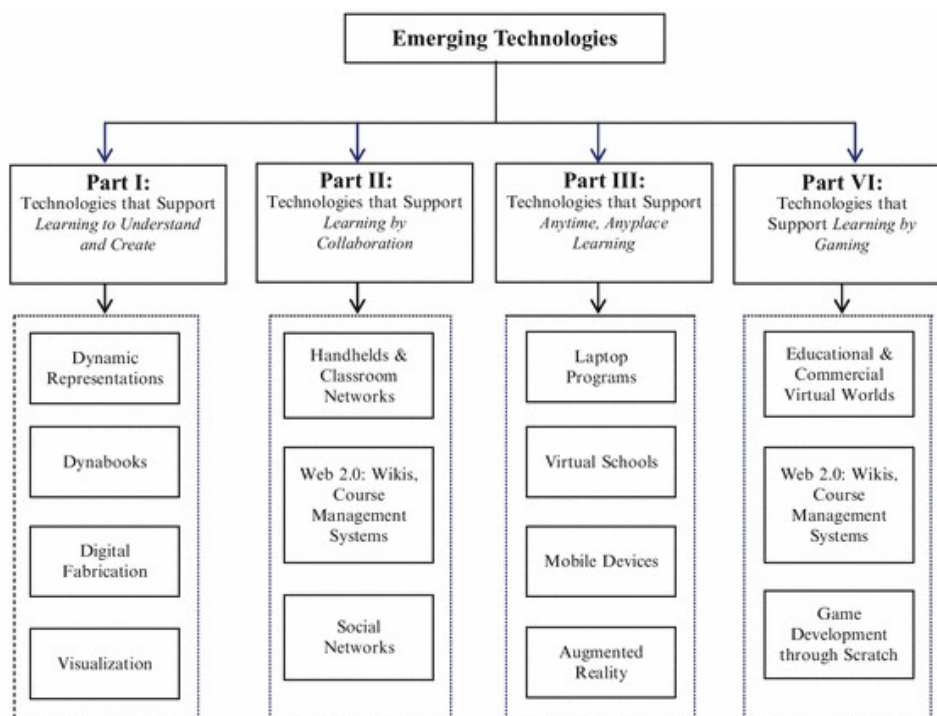 Emerging Technologies
Part I:
Technologies that Support
Learning to Understand
and Create
Part II:
Technologies that Support
Learning by
Collaboration
Part III:
Technologies that Support
Anytime, Anyplace
Learning
Part VI:
Technologies that
Support Learning by
Gaming
Dynamic
Representations
Dynabooks
Digital
Fabrication
Visualization
Handhelds &
Classroom
Networks
Web 2.0: Wikis,
Course
Management
Systems
Social
Networks
Laptop
Programs
Virtual Schools
Mobile Devices
Augmented
Reality
Educational &
Commercial
Virtual Worlds
Web 2.0: Wikis,
Course
Management
Systems
Game
Development
through Scratch